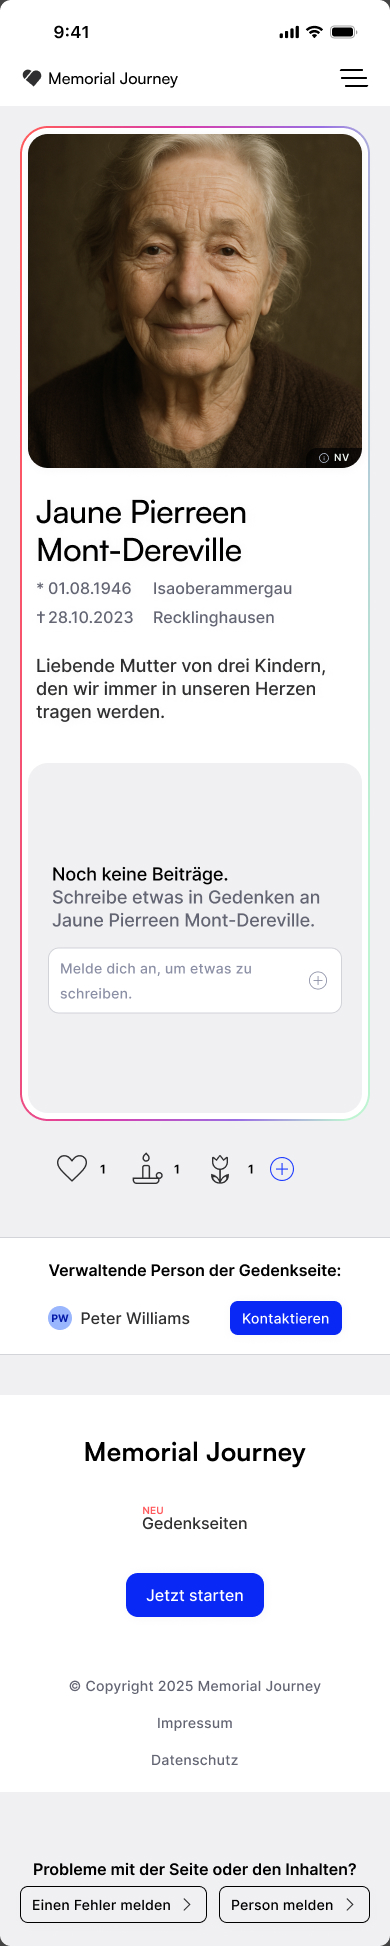 9:41
Memorial Journey
NV
Jaune Pierreen
Mont-Dereville
* 01.08.1946 Isaoberammergau
†28.10.2023 Recklinghausen
Liebende Mutter von drei Kindern,
den wir immer in unseren Herzen
tragen werden.
Noch keine Beiträge.
Schreibe etwas in Gedenken an
Jaune Pierreen Mont-Dereville.
Melde dich an, um etwas zu
schreiben.
1 1 1
Verwaltende Person der Gedenkseite:
PW Peter Williams Kontaktieren
Memorial Journey
NEU
Gedenkseiten
Jetzt starten
© Copyright 2025 Memorial Journey
Impressum
Datenschutz
Probleme mit der Seite oder den Inhalten?
Einen Fehler melden Person melden